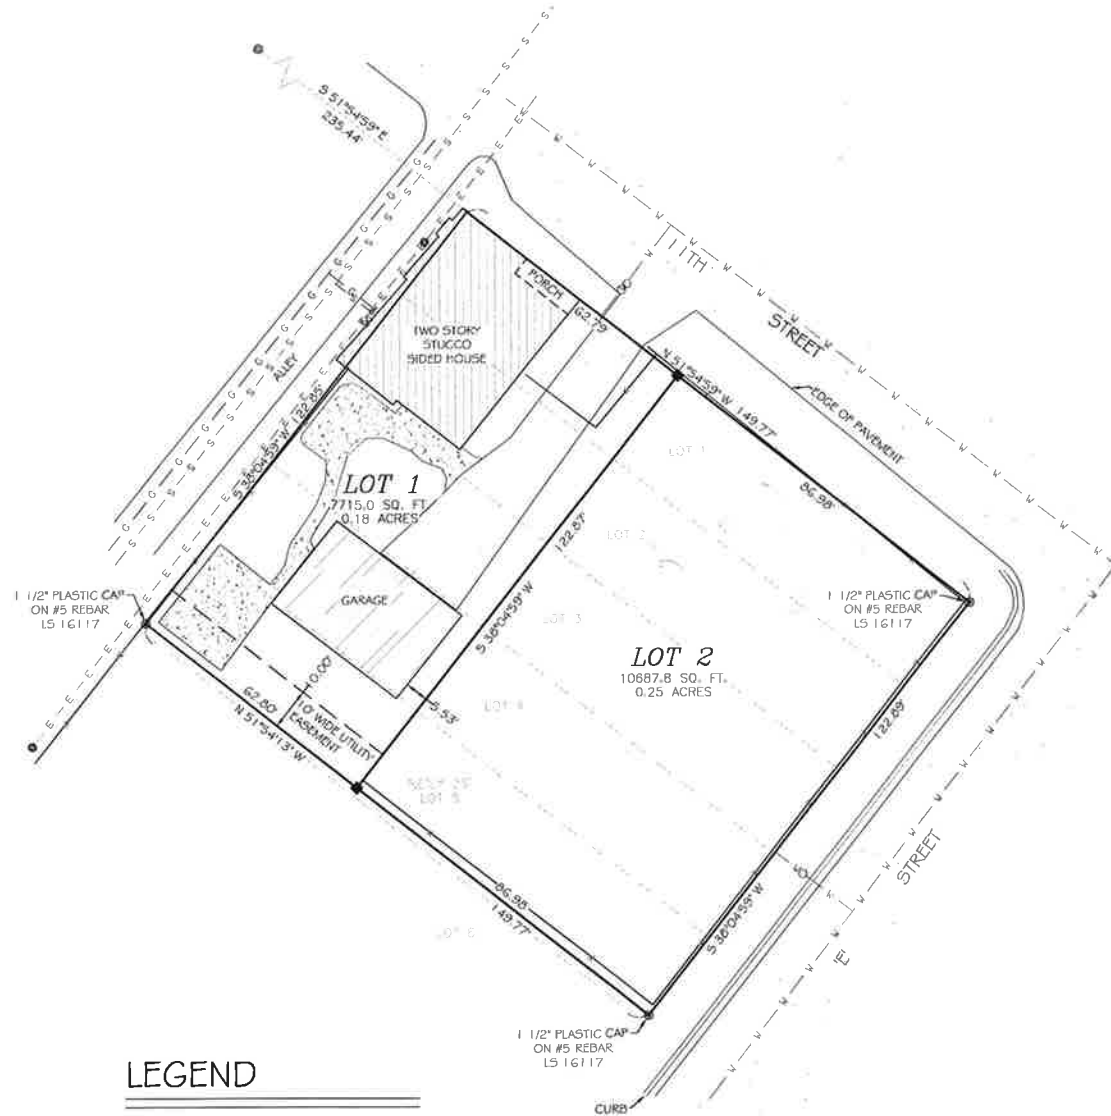 S 51°54'59" E
235.44'
11TH
STREET
PORCH
62.79
TWO STORY
STUCCO
SIDED HOUSE
ALLEY
N 51°54'59" W
149.77'
EDGE OF PAVEMENT
86.98'
S 38°04'59" W
122.85'
LOT 1
LOT 1
7715.0 SQ. FT.
0.18 ACRES
LOT 2
122.87'
S 38°04'59" W
GARAGE
1 1/2" PLASTIC CAP
ON #5 REBAR
LS 16117
1 1/2" PLASTIC CAP
ON #5 REBAR
LS 16117
LOT 3
LOT 2
10687.8 SQ. FT.
0.25 ACRES
62.80'
N 51°54'13" W
10' WIDE UTILITY
EASEMENT
5.53'
LOT 4
122.89'
LOT 5
STREET
'E'
S 38°04'59" W
86.98
149.77'
LOT 6
1 1/2" PLASTIC CAP
ON #5 REBAR
LS 16117
LEGEND
CURB